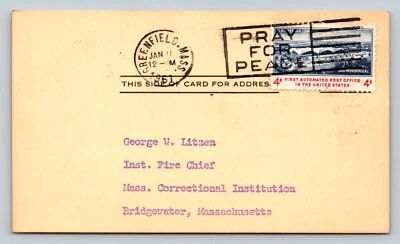 GREENFIELD, MASS.
JAN 11
12 - M
1961
PRAY
FOR
PEACE
4¢ FIRST AUTOMATED POST OFFICE 4¢
IN THE UNITED STATES
THIS SIDE OF CARD FOR ADDRESS
George W. Litzen
Inst. Fire Chief
Mass. Correctional Institution
Bridgewater, Massachusetts